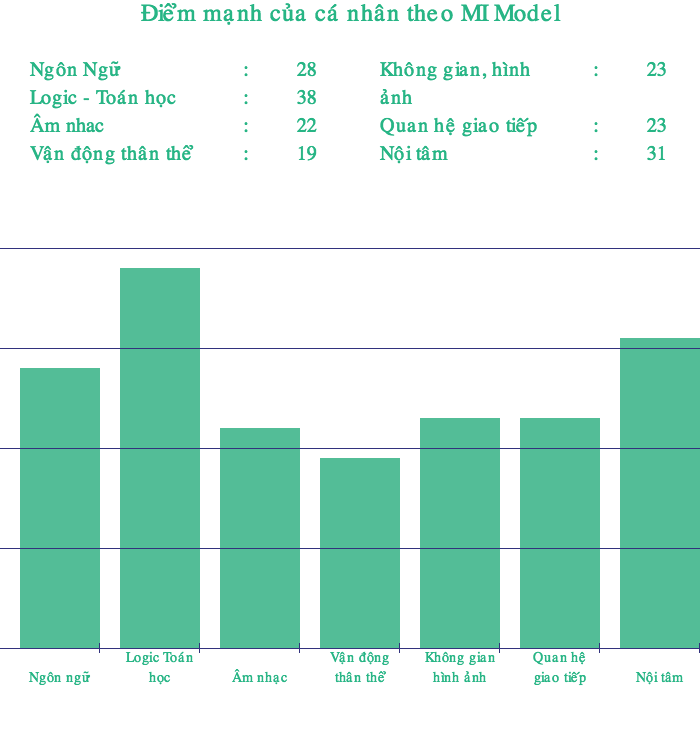 Điểm mạnh của cá nhân theo MI Model
Ngôn Ngữ : 28
Logic - Toán học : 38
Âm nhac : 22
Vận động thân thể : 19
Không gian, hình : 23
ảnh
Quan hệ giao tiếp : 23
Nội tâm : 31
Ngôn ngữ
Logic Toán
học
Âm nhạc
Vận động
thân thể
Không gian
hình ảnh
Quan hệ
giao tiếp
Nội tâm